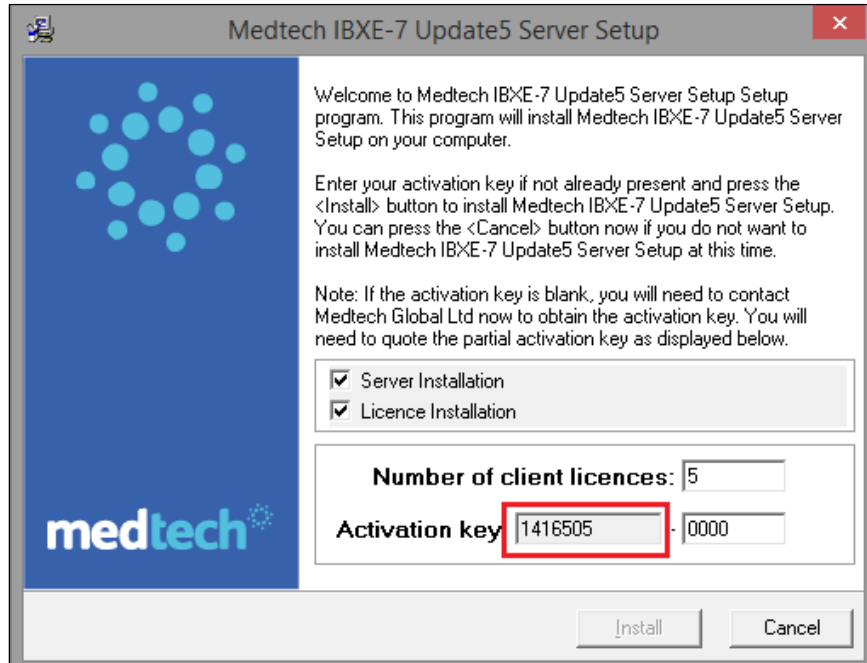 Medtech IBXE-7 Update5 Server Setup
Welcome to Medtech IBXE-7 Update5 Server Setup Setup
program. This program will install Medtech IBXE-7 Update5 Server
Setup on your computer.
Enter your activation key if not already present and press the
<Install> button to install Medtech IBXE-7 Update5 Server Setup.
You can press the <Cancel> button now if you do not want to
install Medtech IBXE-7 Update5 Server Setup at this time.
Note: If the activation key is blank, you will need to contact
Medtech Global Ltd now to obtain the activation key. You will
need to quote the partial activation key as displayed below.
Server Installation
Licence Installation
Number of client licences: 5
Activation key 1416505 - 0000
medtech
Install Cancel